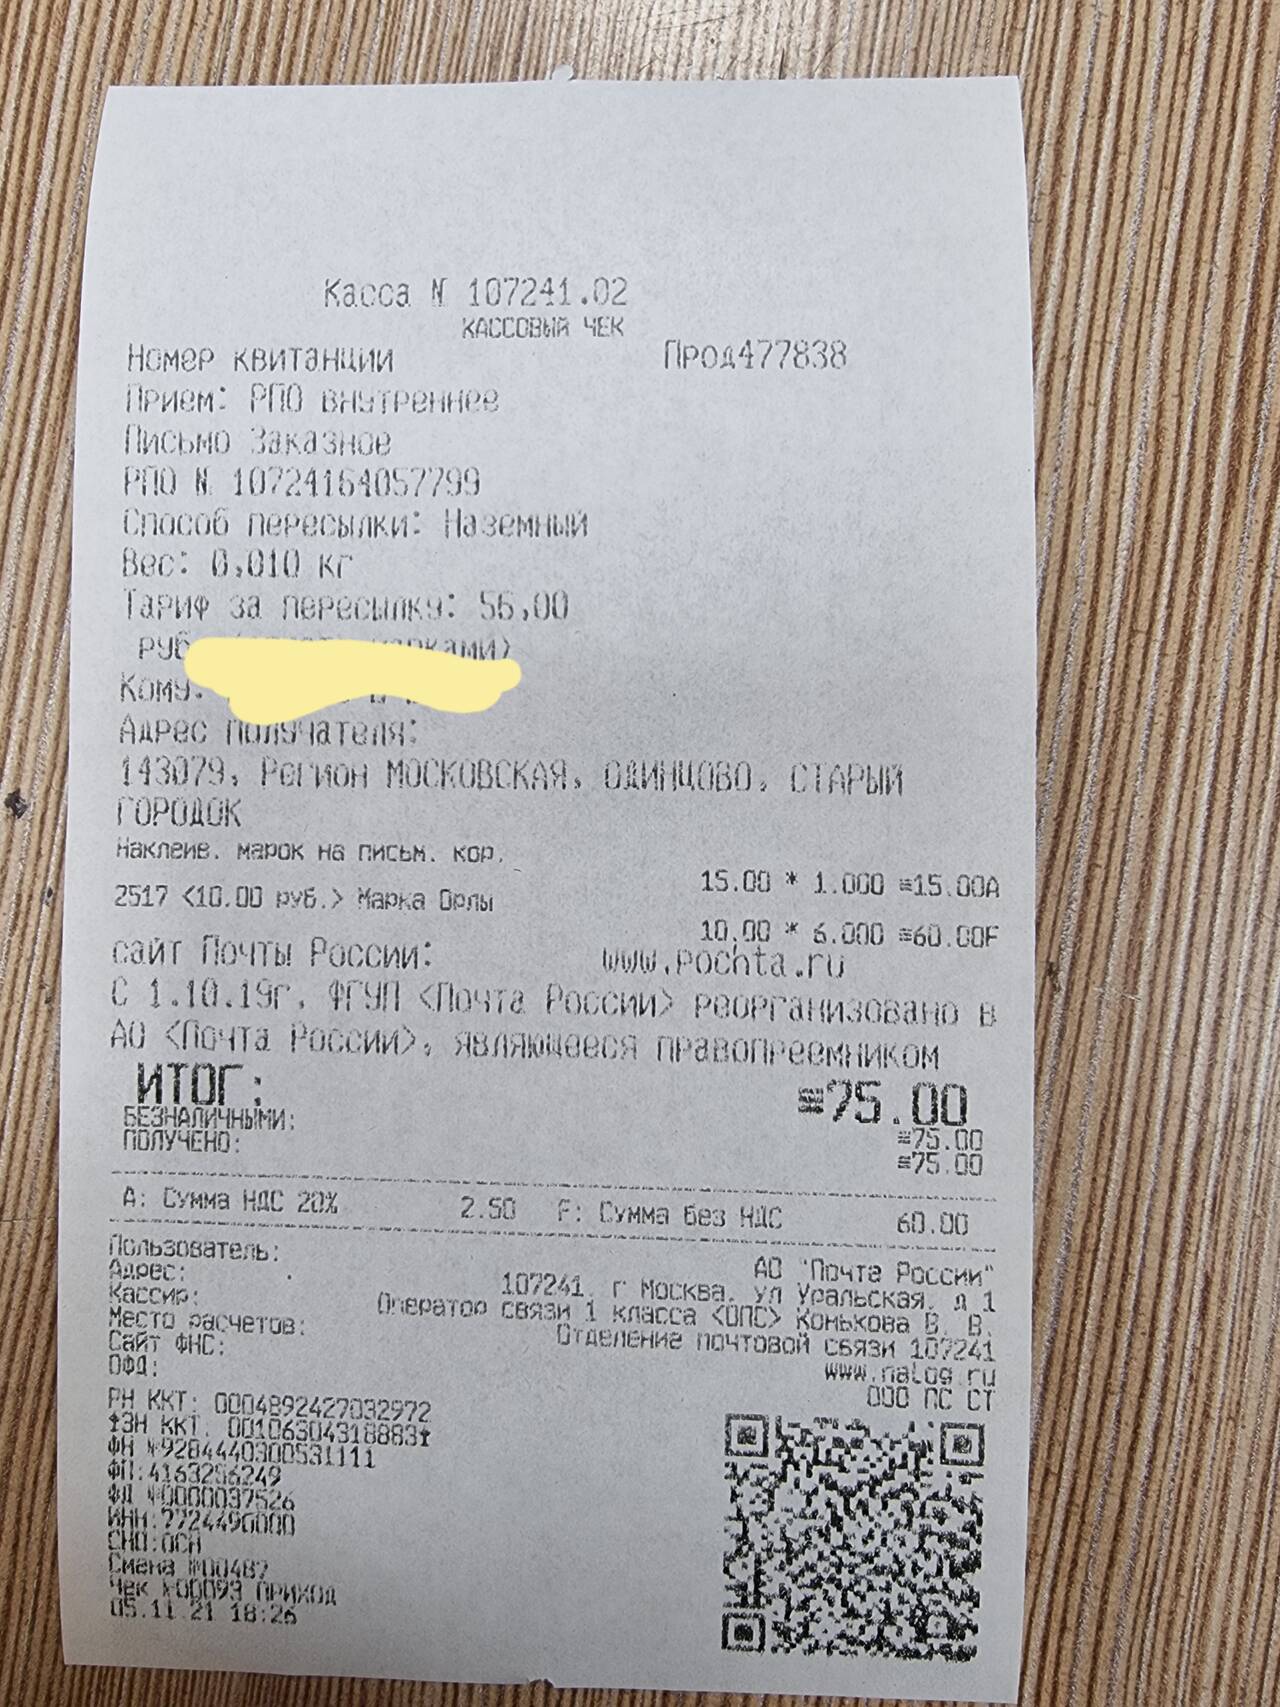 Касса N 107241.02
КАССОВЫЙ ЧЕК
Номер квитанции Прод477838
Прием: РПО внутреннее
Письмо Заказное
РПО N 10724164057799
Способ пересылки: Наземный
Вес: 0,010 кг
Тариф за пересылку: 56,00
руб
Кому:
Адрес получателя:
143079, Регион МОСКОВСКАЯ, ОДИНЦОВО, СТАРЫЙ
ГОРОДОК
Наклеив. марок на письм. кор.
15.00 * 1.000 ≡15.00A
2517 <10.00 руб.> Марка Орлы
10.00 * 6.000 ≡60.00F
сайт Почты России: www.pochta.ru
С 1.10.19г. ФГУП <Почта России> реорганизовано в
АО <Почта России>, являющееся правопреемником
ИТОГ: ≡75.00
БЕЗНАЛИЧНЫМИ: ≡75.00
ПОЛУЧЕНО: ≡75.00
A: Сумма НДС 20% 2.50 F: Сумма без НДС 60.00
Пользователь: АО "Почта России"
Адрес: 107241, г Москва, ул Уральская, д 1
Кассир: Оператор связи 1 класса <ОПС> Конькова В. В.
Место расчетов: Отделение почтовой связи 107241
Сайт ФНС: www.nalog.ru
ОФД: ООО ПС СТ
РН ККТ: 0004892427032972
ЗН ККТ: 00106304318883
ФН №9284440300531111
ФП:4163256249
ФД №0000037526
ИНН:7724490000
СНО:ОСН
Смена №00487
Чек №00093 ПРИХОД
05.11.21 18:26